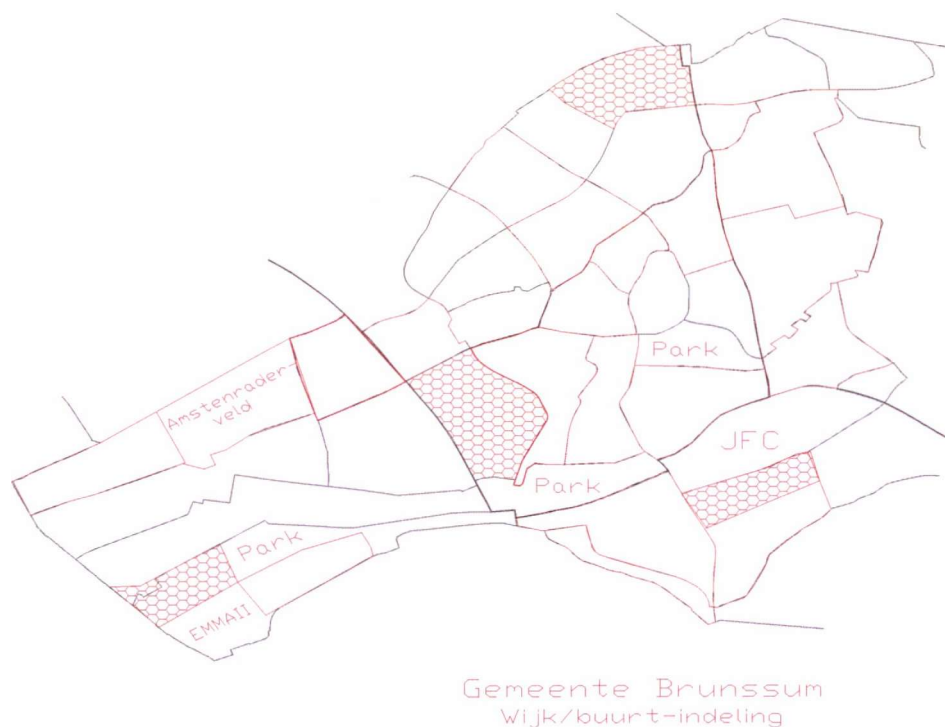 Park
Amstenrader-
veld
JFC
Park
Park
EMMAII
Gemeente Brunssum
Wijk/buurt-indeling